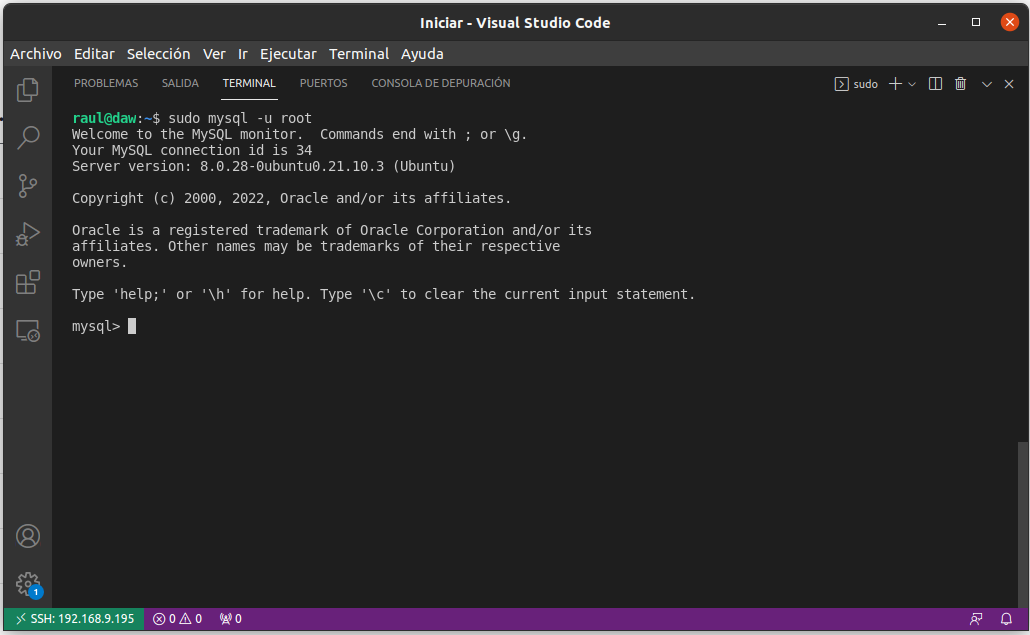 Iniciar - Visual Studio Code
Archivo Editar Selección Ver Ir Ejecutar Terminal Ayuda
PROBLEMAS SALIDA TERMINAL PUERTOS CONSOLA DE DEPURACIÓN sudo
raul@daw:~$ sudo mysql -u root
Welcome to the MySQL monitor.  Commands end with ; or \g.
Your MySQL connection id is 34
Server version: 8.0.28-0ubuntu0.21.10.3 (Ubuntu)
Copyright (c) 2000, 2022, Oracle and/or its affiliates.
Oracle is a registered trademark of Oracle Corporation and/or its
affiliates. Other names may be trademarks of their respective
owners.
Type 'help;' or '\h' for help. Type '\c' to clear the current input statement.
mysql>
1
SSH: 192.168.9.195 0 0 0